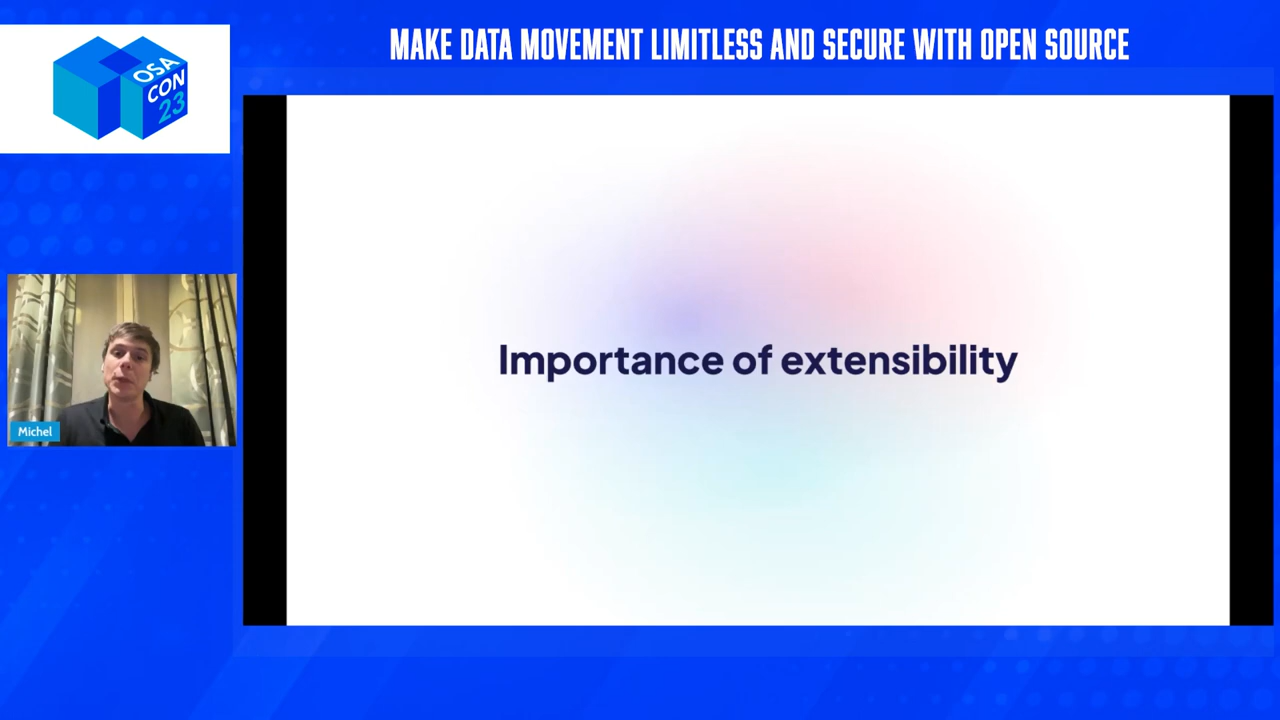 MAKE DATA MOVEMENT LIMITLESS AND SECURE WITH OPEN SOURCE
OSA
CON
23
Importance of extensibility
Michel